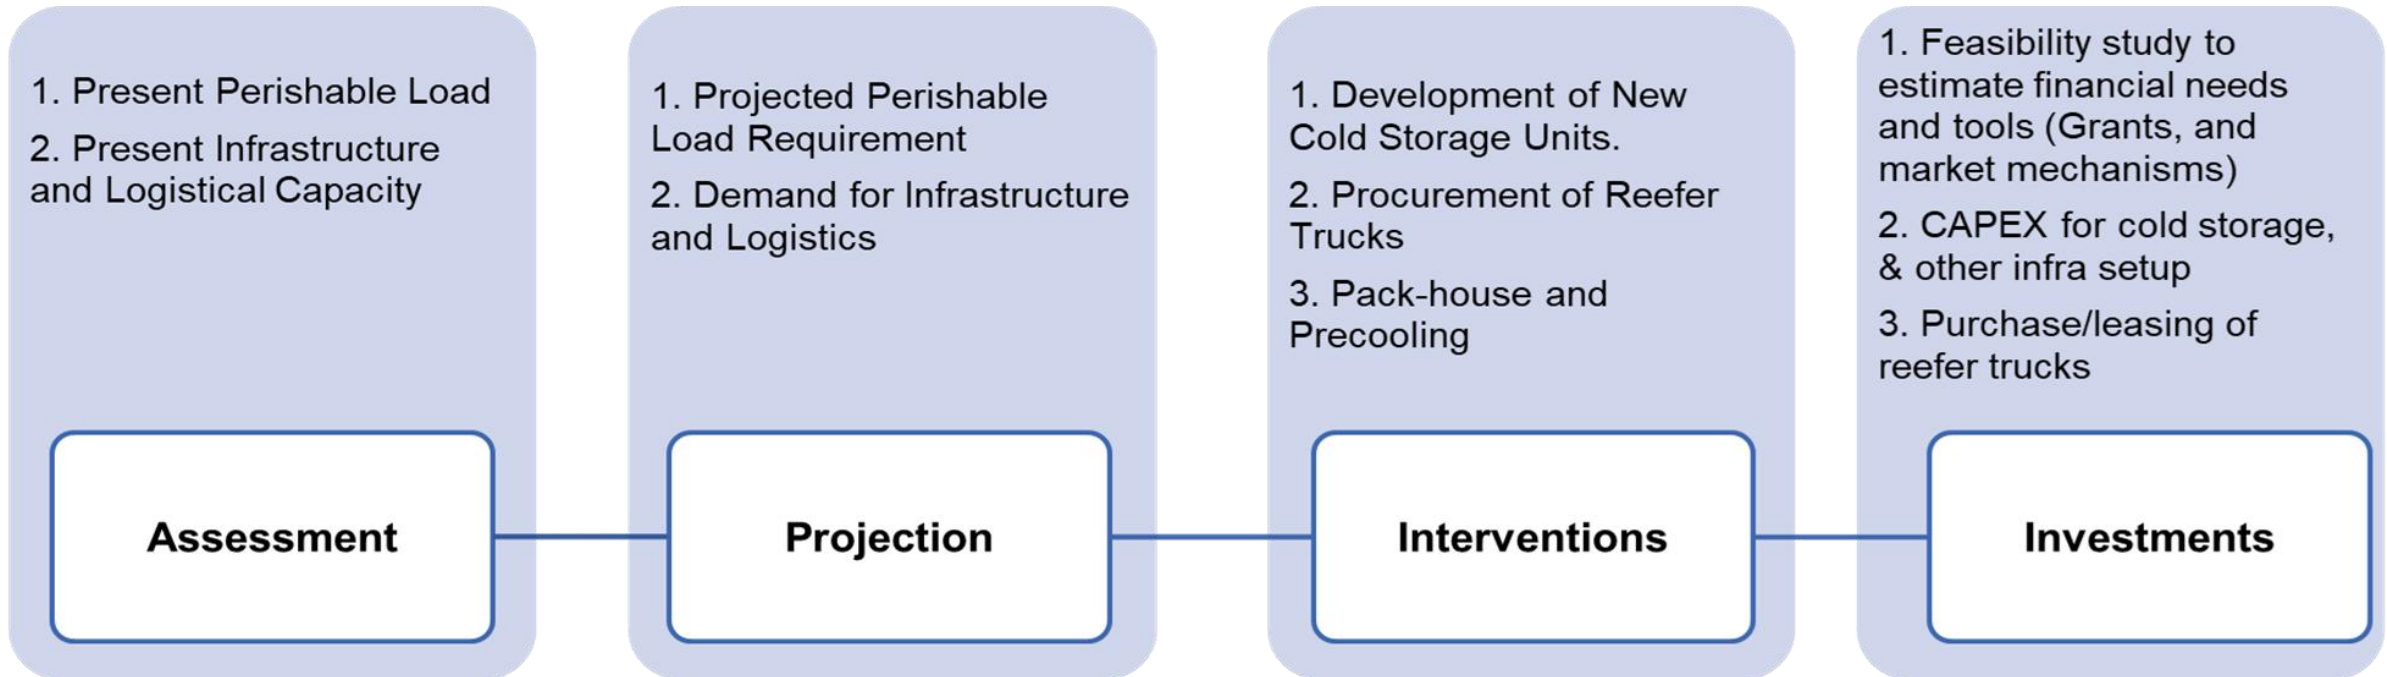 1. Present Perishable Load
2. Present Infrastructure
and Logistical Capacity
Assessment
1. Projected Perishable
Load Requirement
2. Demand for Infrastructure
and Logistics
Projection
1. Development of New
Cold Storage Units.
2. Procurement of Reefer
Trucks
3. Pack-house and
Precooling
Interventions
1. Feasibility study to
estimate financial needs
and tools (Grants, and
market mechanisms)
2. CAPEX for cold storage,
& other infra setup
3. Purchase/leasing of
reefer trucks
Investments